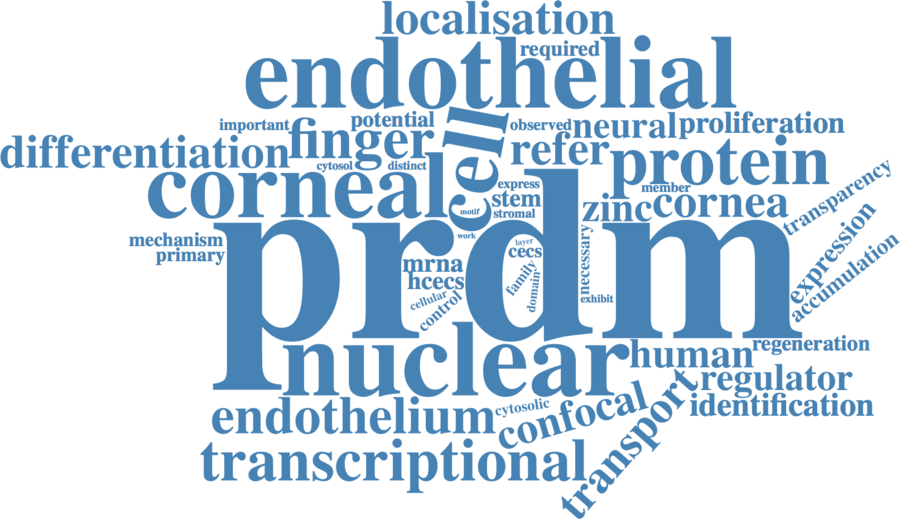 localisation
required
endothelial
important
potential
observed
neural
proliferation
differentiation
finger
cell
refer
protein
cytosol
distinct
corneal
express
member
stem
motif
stromal
zinc
cornea
transparency
prdm
work
mechanism
primary
layer
cecs
necessary
expression
accumulation
mrna
hcecs
family
domain
cellular
control
exhibit
nuclear
human
regeneration
regulator
endothelium
cytosolic
confocal
transport
identification
transcriptional